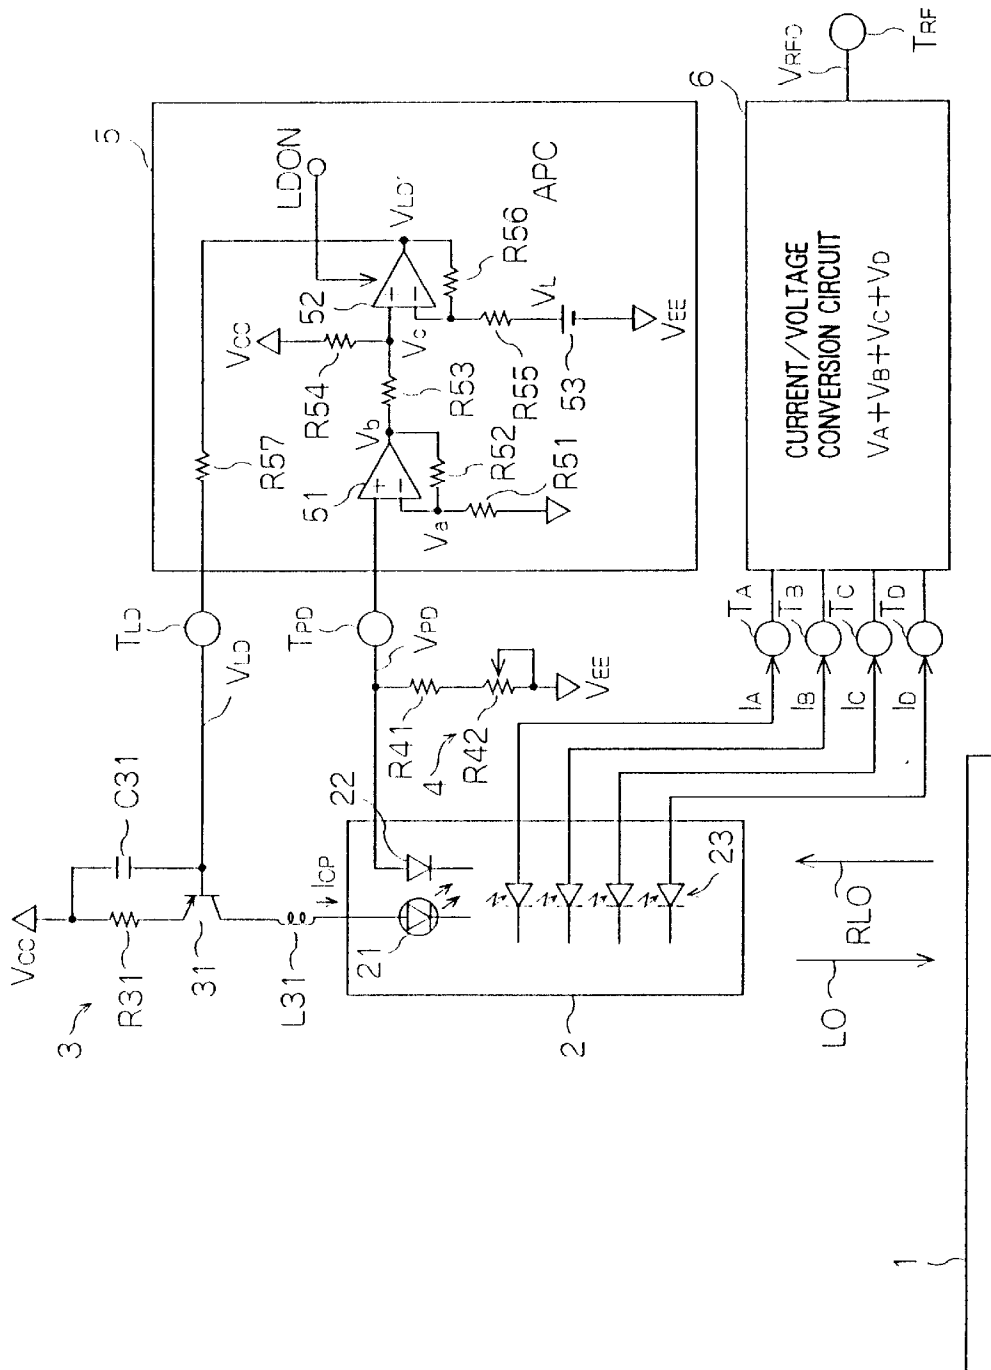 5
LDON
VCC
R54
52
VLD'
R57
R56
APC
Vc
VL
R53
R55
53
VEE
Vb
51
R52
R51
Va
6
VRFO
TRF
CURRENT/VOLTAGE
CONVERSION CIRCUIT
VA+VB+VC+VD
TLD
VLD
TPD
VPD
TA
TB
TC
TD
IA
IB
IC
ID
R41
R42
4
VEE
C31
VCC
3
R31
31
L31
ICP
22
21
23
2
RLO
LO
1